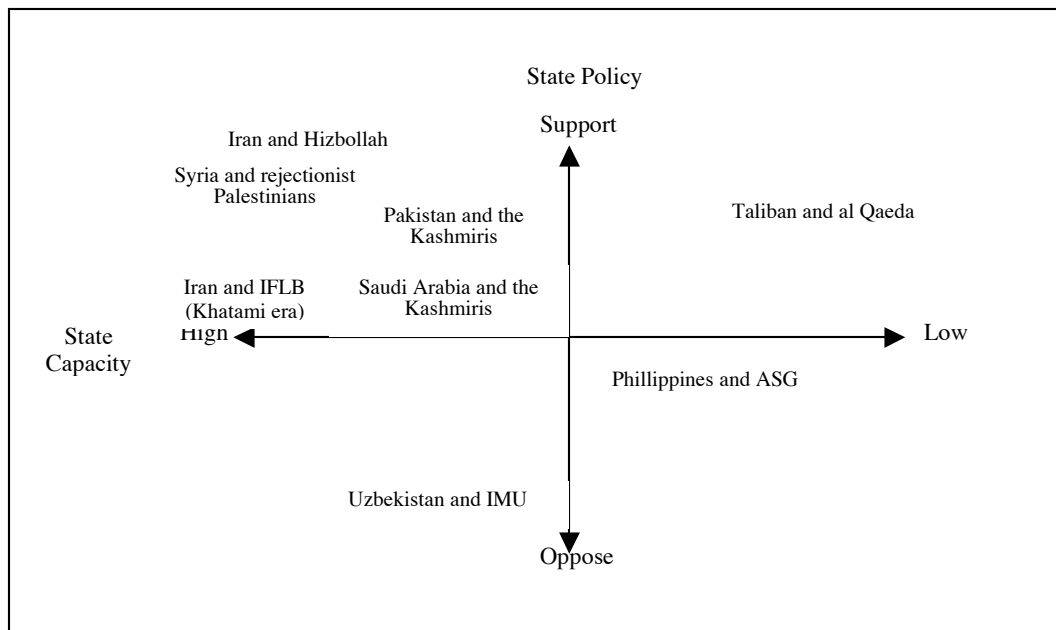 State Policy
Support
Iran and Hizbollah
Syria and rejectionist
Palestinians
Pakistan and the
Kashmiris
Taliban and al Qaeda
Iran and IFLB
(Khatami era)
Saudi Arabia and the
Kashmiris
State
Capacity
High
Low
Phillippines and ASG
Uzbekistan and IMU
Oppose